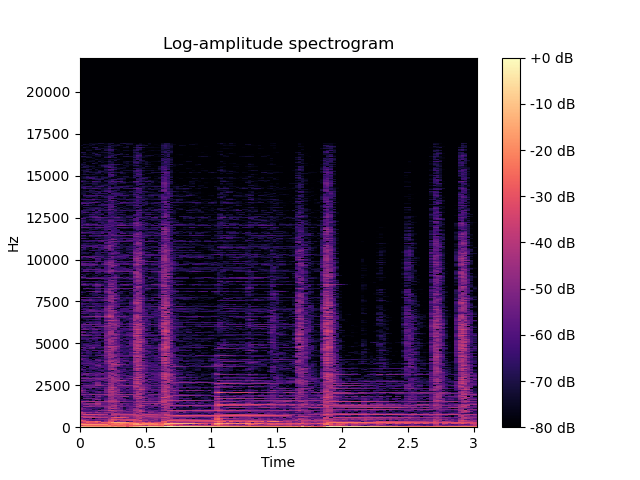 Log-amplitude spectrogram
+0 dB
20000
-10 dB
17500
-20 dB
15000
-30 dB
12500
Hz
-40 dB
10000
-50 dB
7500
-60 dB
5000
-70 dB
2500
0
-80 dB
0 0.5 1 1.5 2 2.5 3
Time